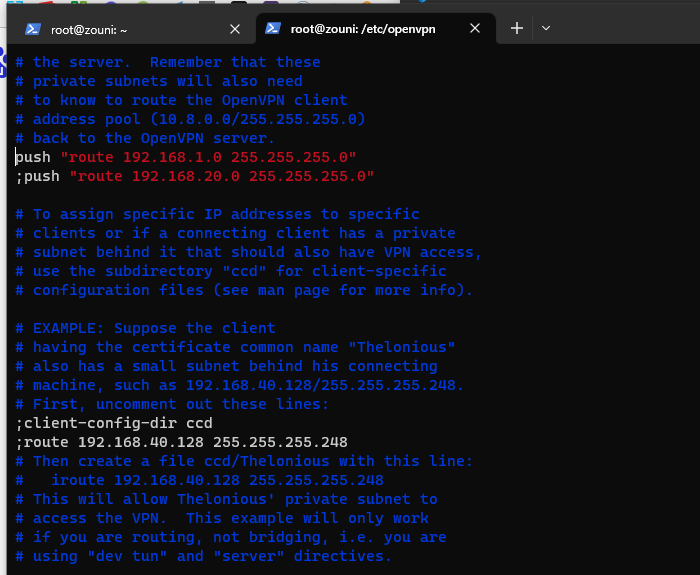 root@zouni: ~
root@zouni: /etc/openvpn
# the server.  Remember that these
# private subnets will also need
# to know to route the OpenVPN client
# address pool (10.8.0.0/255.255.255.0)
# back to the OpenVPN server.
push "route 192.168.1.0 255.255.255.0"
;push "route 192.168.20.0 255.255.255.0"
# To assign specific IP addresses to specific
# clients or if a connecting client has a private
# subnet behind it that should also have VPN access,
# use the subdirectory "ccd" for client-specific
# configuration files (see man page for more info).
# EXAMPLE: Suppose the client
# having the certificate common name "Thelonious"
# also has a small subnet behind his connecting
# machine, such as 192.168.40.128/255.255.255.248.
# First, uncomment out these lines:
;client-config-dir ccd
;route 192.168.40.128 255.255.255.248
# Then create a file ccd/Thelonious with this line:
#   iroute 192.168.40.128 255.255.255.248
# This will allow Thelonious' private subnet to
# access the VPN.  This example will only work
# if you are routing, not bridging, i.e. you are
# using "dev tun" and "server" directives.